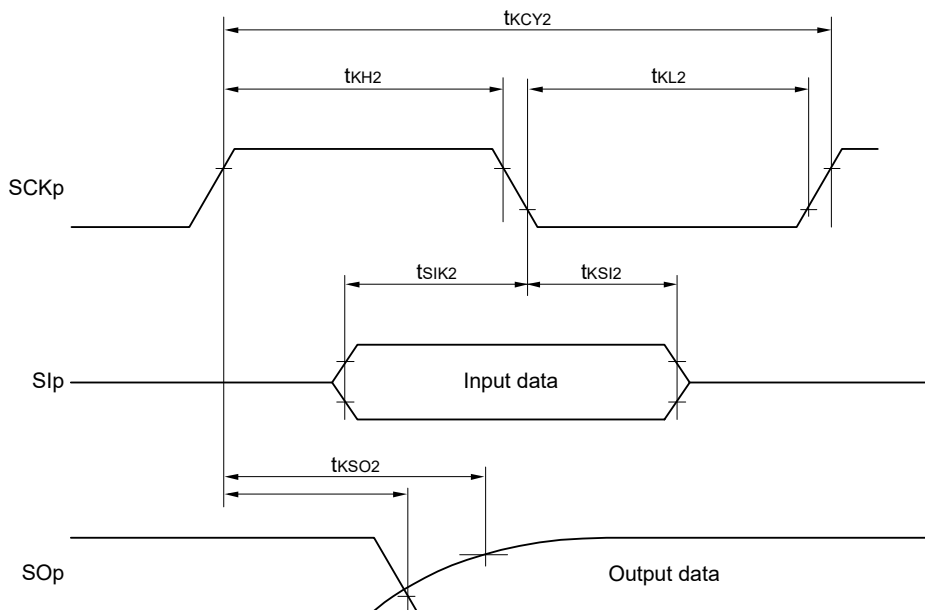 tKCY2
tKH2
tKL2
SCKp
tSIK2
tKSI2
SIp
Input data
tKSO2
SOp
Output data